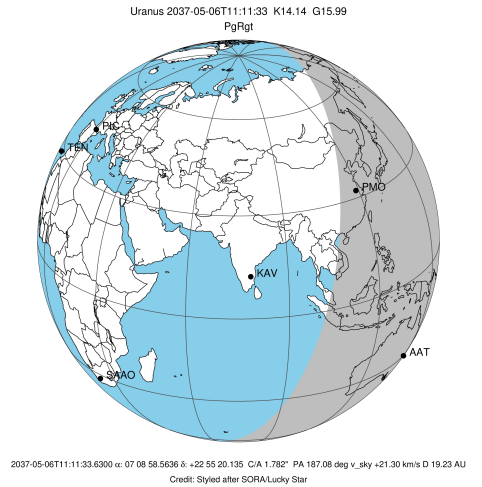 Uranus 2037-05-06T11:11:33 K14.14 G15.99
PgRgt
PIC
TEN
PMO
KAV
AAT
SAAO
2037-05-06T11:11:33.6300 α: 07 08 58.5636 δ: +22 55 20.135 C/A 1.782" PA 187.08 deg v_sky +21.30 km/s D 19.23 AU
Credit: Styled after SORA/Lucky Star